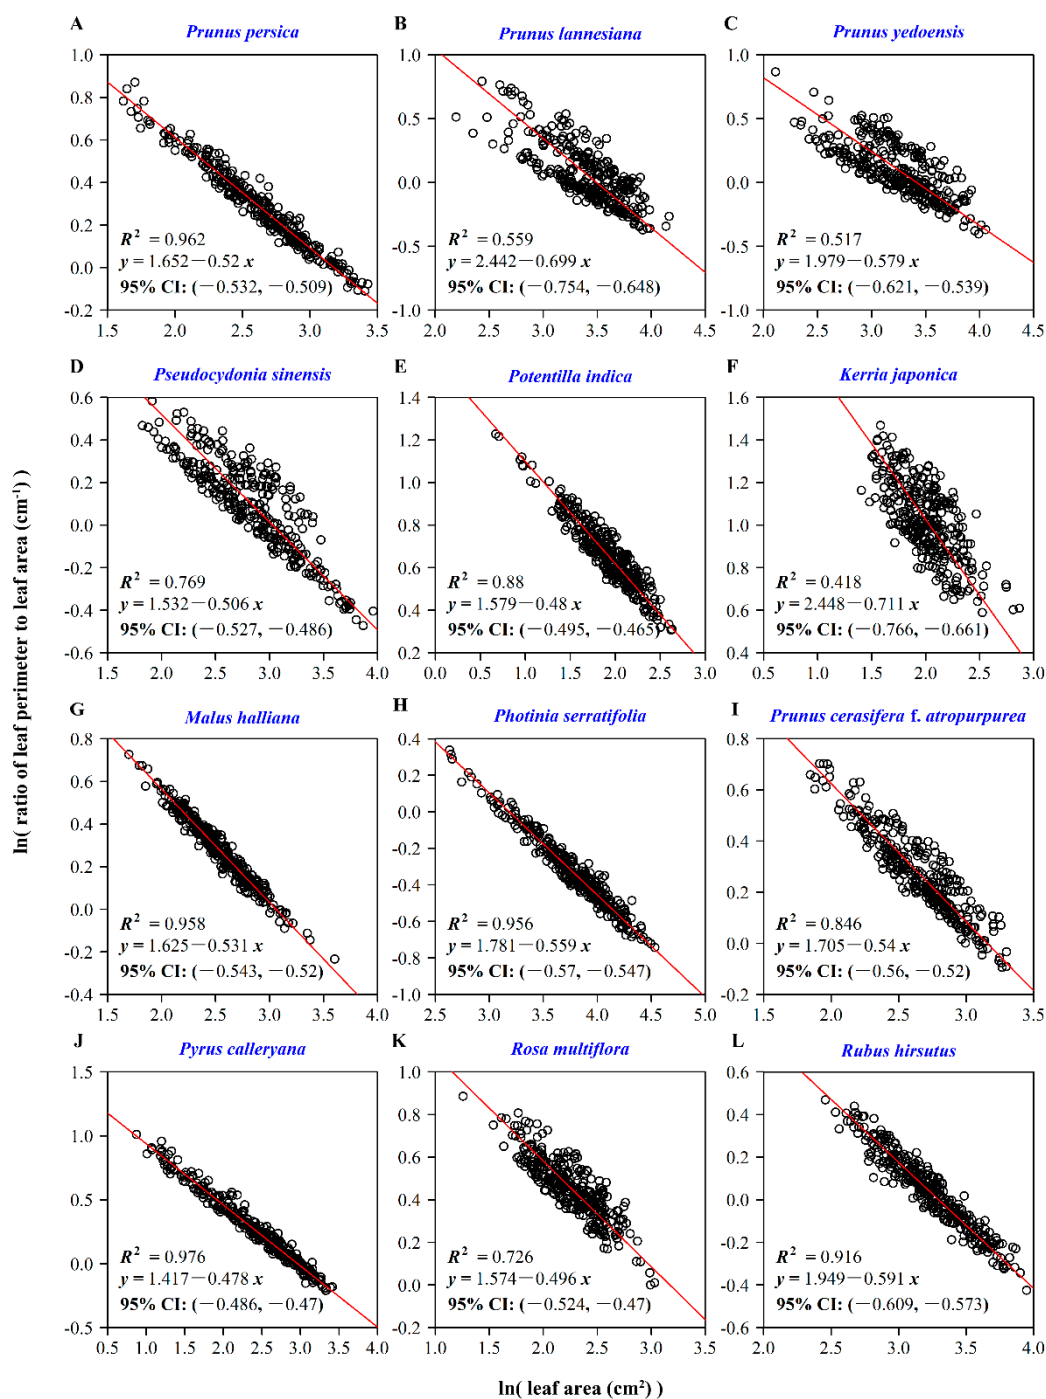 A
Prunus persica
1.0
0.8
0.6
0.4
0.2
0.0
-0.2
R² = 0.962
y = 1.652−0.52 x
95% CI: (−0.532, −0.509)
1.5 2.0 2.5 3.0 3.5
B
Prunus lannesiana
1.0
0.5
0.0
-0.5
-1.0
R² = 0.559
y = 2.442−0.699 x
95% CI: (−0.754, −0.648)
2.0 2.5 3.0 3.5 4.0 4.5
C
Prunus yedoensis
1.0
0.5
0.0
-0.5
-1.0
R² = 0.517
y = 1.979−0.579 x
95% CI: (−0.621, −0.539)
2.0 2.5 3.0 3.5 4.0 4.5
D
Pseudocydonia sinensis
0.6
0.4
0.2
0.0
-0.2
-0.4
-0.6
R² = 0.769
y = 1.532−0.506 x
95% CI: (−0.527, −0.486)
1.5 2.0 2.5 3.0 3.5 4.0
E
Potentilla indica
1.4
1.2
1.0
0.8
0.6
0.4
0.2
R² = 0.88
y = 1.579−0.48 x
95% CI: (−0.495, −0.465)
0.0 0.5 1.0 1.5 2.0 2.5 3.0
F
Kerria japonica
1.6
1.4
1.2
1.0
0.8
0.6
0.4
R² = 0.418
y = 2.448−0.711 x
95% CI: (−0.766, −0.661)
0.5 1.0 1.5 2.0 2.5 3.0
G
Malus halliana
0.8
0.6
0.4
0.2
0.0
-0.2
-0.4
R² = 0.958
y = 1.625−0.531 x
95% CI: (−0.543, −0.52)
1.5 2.0 2.5 3.0 3.5 4.0
H
Photinia serratifolia
0.4
0.2
0.0
-0.2
-0.4
-0.6
-0.8
-1.0
R² = 0.956
y = 1.781−0.559 x
95% CI: (−0.57, −0.547)
2.5 3.0 3.5 4.0 4.5 5.0
I
Prunus cerasifera f. atropurpurea
0.8
0.6
0.4
0.2
0.0
-0.2
R² = 0.846
y = 1.705−0.54 x
95% CI: (−0.56, −0.52)
1.5 2.0 2.5 3.0 3.5
J
Pyrus calleryana
1.5
1.0
0.5
0.0
-0.5
R² = 0.976
y = 1.417−0.478 x
95% CI: (−0.486, −0.47)
0.5 1.0 1.5 2.0 2.5 3.0 3.5 4.0
K
Rosa multiflora
1.0
0.8
0.6
0.4
0.2
0.0
-0.2
R² = 0.726
y = 1.574−0.496 x
95% CI: (−0.524, −0.47)
1.0 1.5 2.0 2.5 3.0 3.5
L
Rubus hirsutus
0.6
0.4
0.2
0.0
-0.2
-0.4
-0.6
R² = 0.916
y = 1.949−0.591 x
95% CI: (−0.609, −0.573)
2.0 2.5 3.0 3.5 4.0
ln( ratio of leaf perimeter to leaf area (cm⁻¹) )
ln( leaf area (cm²) )